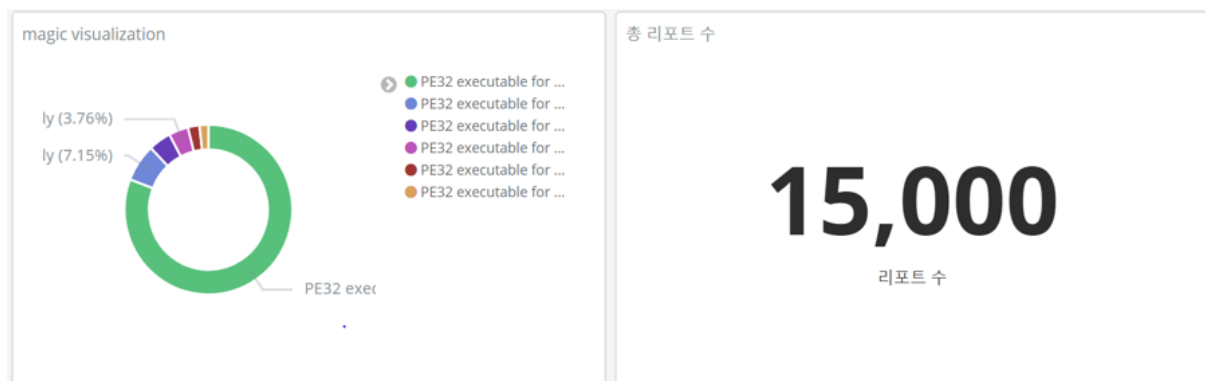 magic visualization
ly (3.76%)
ly (7.15%)
PE32 exec
PE32 executable for ...
PE32 executable for ...
PE32 executable for ...
PE32 executable for ...
PE32 executable for ...
PE32 executable for ...
총 리포트 수
15,000
리포트 수